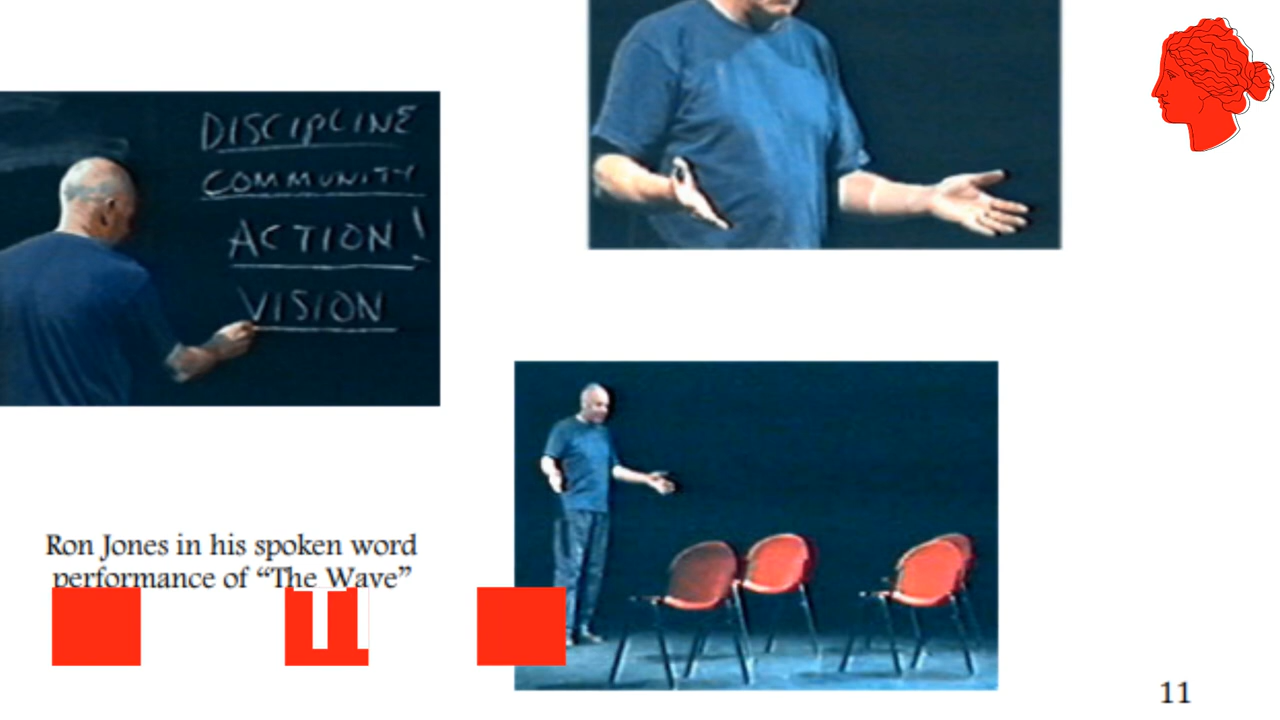 DISCIPLINE
COMMUNITY
ACTION!
VISION
Ron Jones in his spoken word
performance of “The Wave”
11